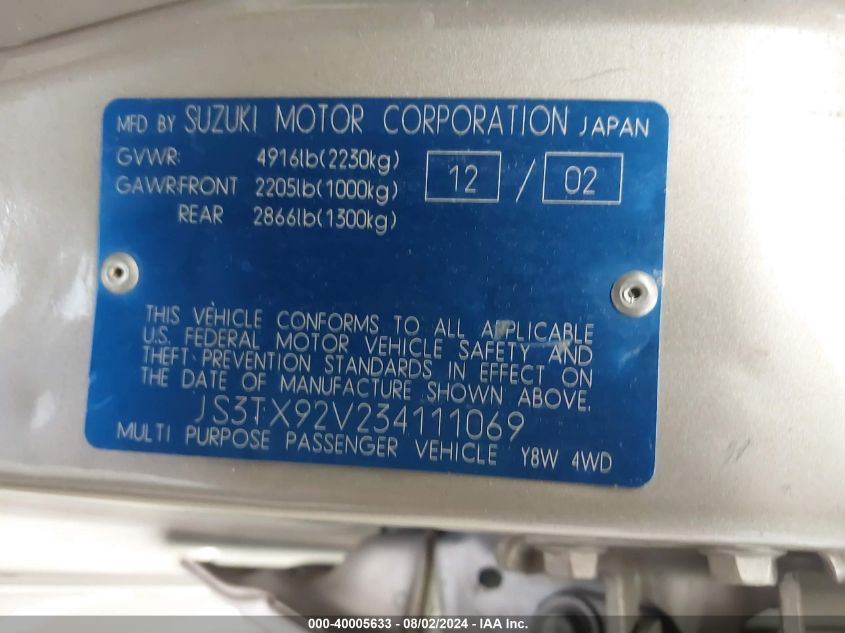 MFD BY SUZUKI MOTOR CORPORATION JAPAN
GVWR: 4916lb(2230kg) 12 / 02
GAWR:FRONT 2205lb(1000kg)
REAR 2866lb(1300kg)
THIS VEHICLE CONFORMS TO ALL APPLICABLE
U.S. FEDERAL MOTOR VEHICLE SAFETY AND
THEFT PREVENTION STANDARDS IN EFFECT ON
THE DATE OF MANUFACTURE SHOWN ABOVE.
JS3TX92V234111069
MULTI PURPOSE PASSENGER VEHICLE Y8W 4WD
000-40005633 - 08/02/2024 - IAA Inc.